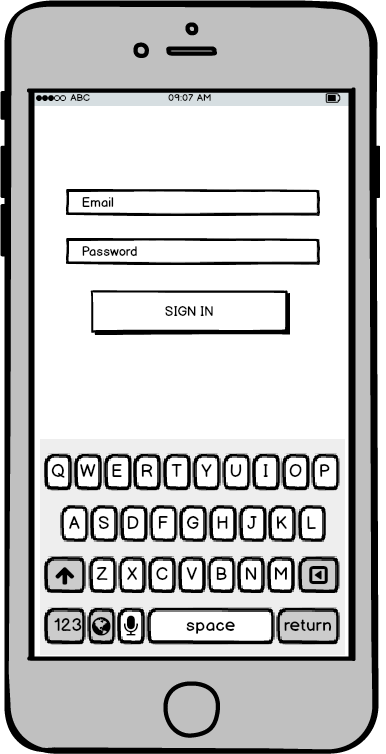 ABC 09:07 AM
Email
Password
SIGN IN
Q W E R T Y U I O P
A S D F G H J K L
Z X C V B N M
123 space return